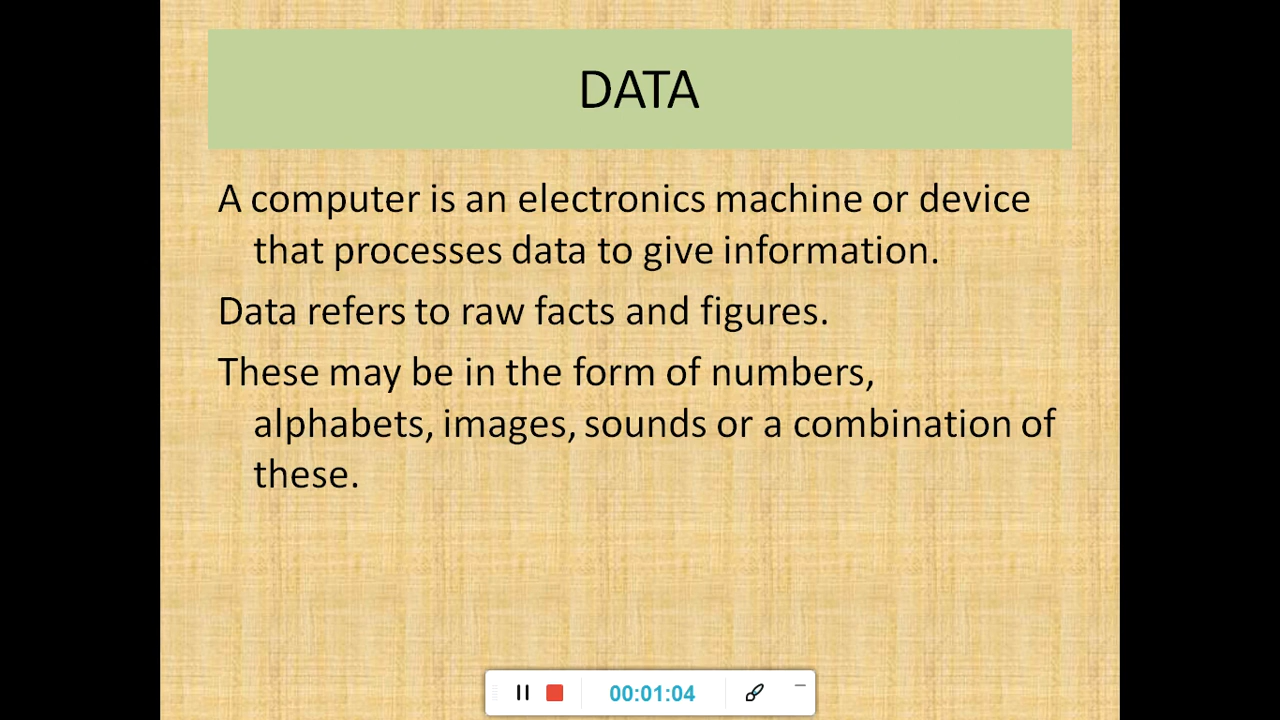 DATA
A computer is an electronics machine or device
that processes data to give information.
Data refers to raw facts and figures.
These may be in the form of numbers,
alphabets, images, sounds or a combination of
these.
00:01:04